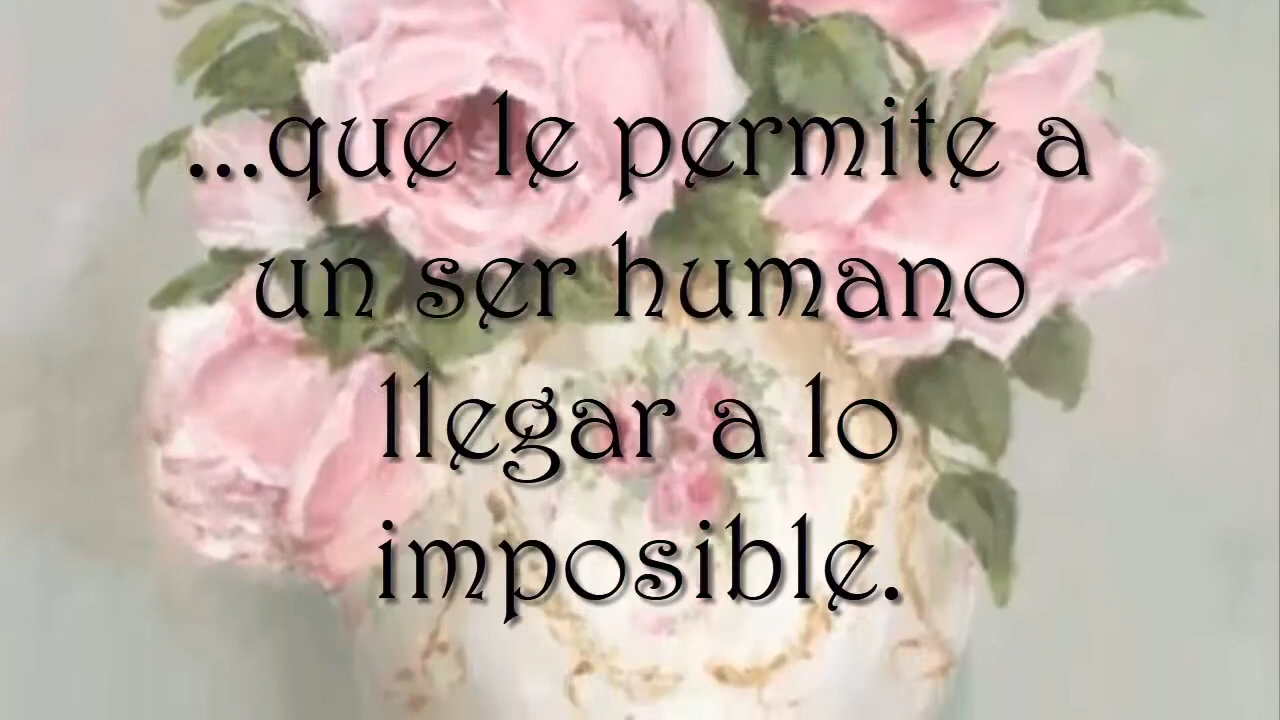 ...que le permite a
un ser humano
llegar a lo
imposible.